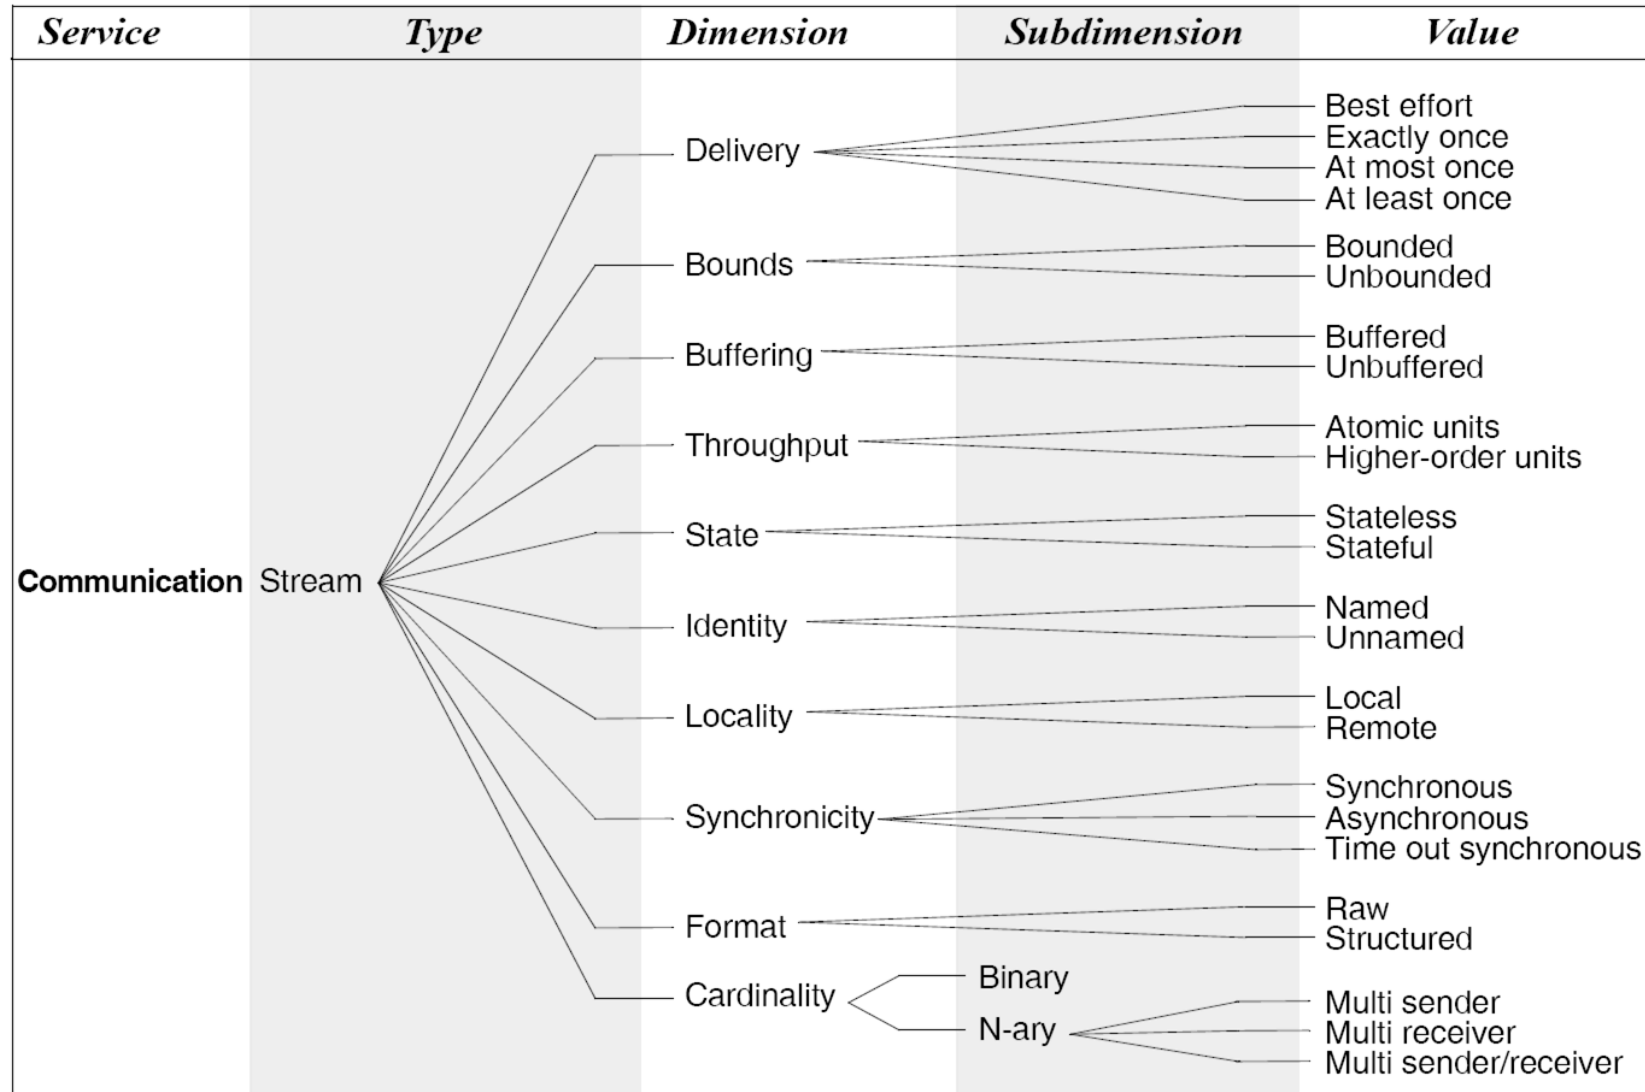 Service Type Dimension Subdimension Value
Delivery
Best effort
Exactly once
At most once
At least once
Bounds
Bounded
Unbounded
Buffering
Buffered
Unbuffered
Throughput
Atomic units
Higher-order units
State
Stateless
Stateful
Communication Stream
Identity
Named
Unnamed
Locality
Local
Remote
Synchronicity
Synchronous
Asynchronous
Time out synchronous
Format
Raw
Structured
Cardinality
Binary
N-ary
Multi sender
Multi receiver
Multi sender/receiver